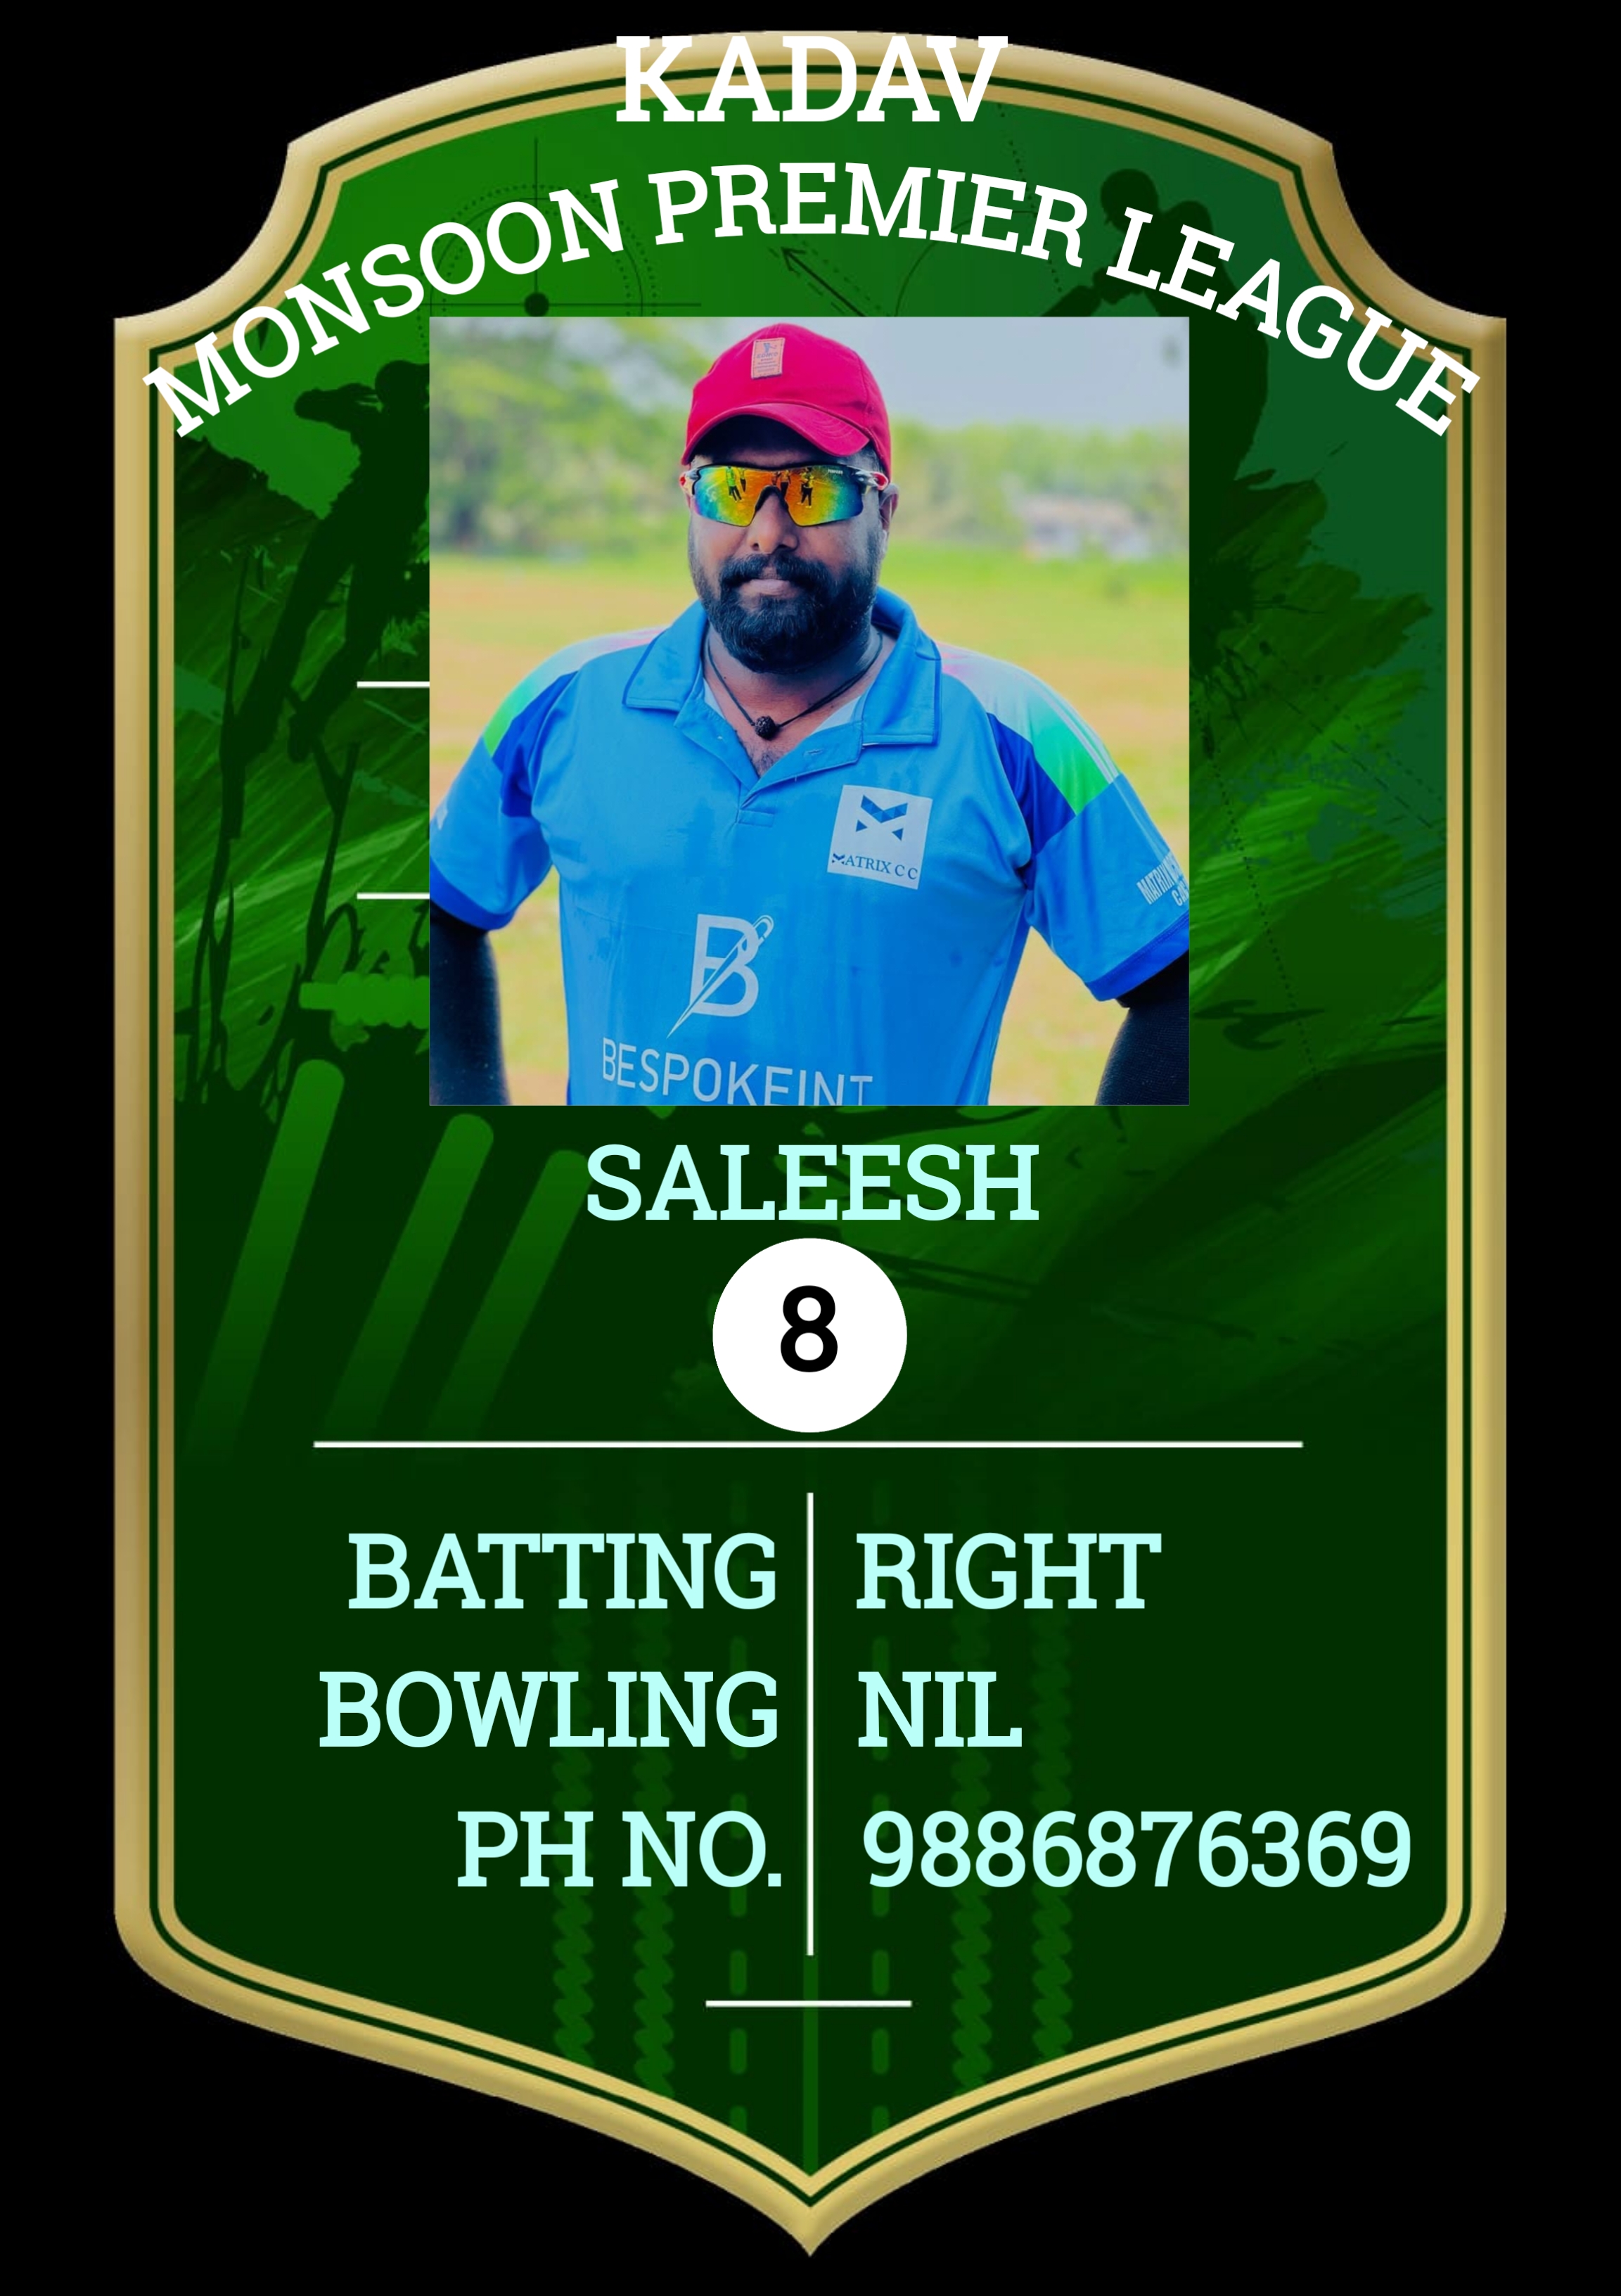 KADAV
MONSOON PREMIER LEAGUE
MATRIX C C
B
BESPOKEINT
SALEESH
8
BATTING RIGHT
BOWLING NIL
PH NO. 9886876369